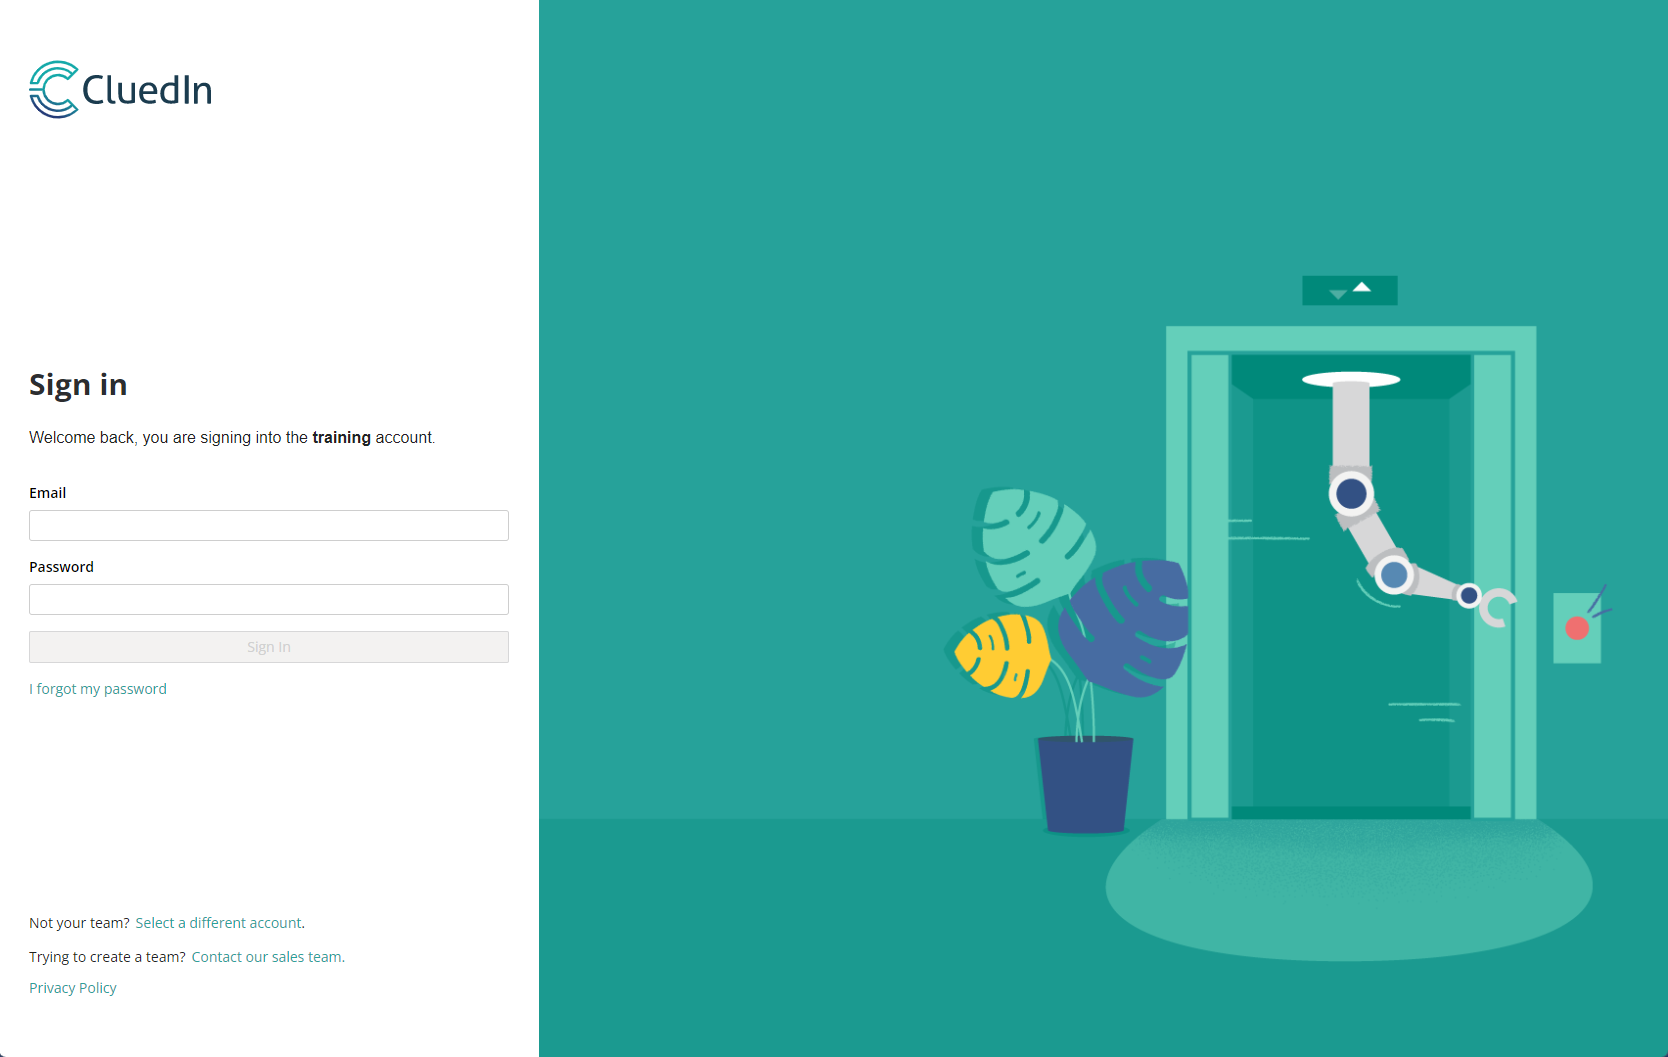 CluedIn
Sign in
Welcome back, you are signing into the training account.
Email
Password
Sign In
I forgot my password
Not your team? Select a different account.
Trying to create a team? Contact our sales team.
Privacy Policy